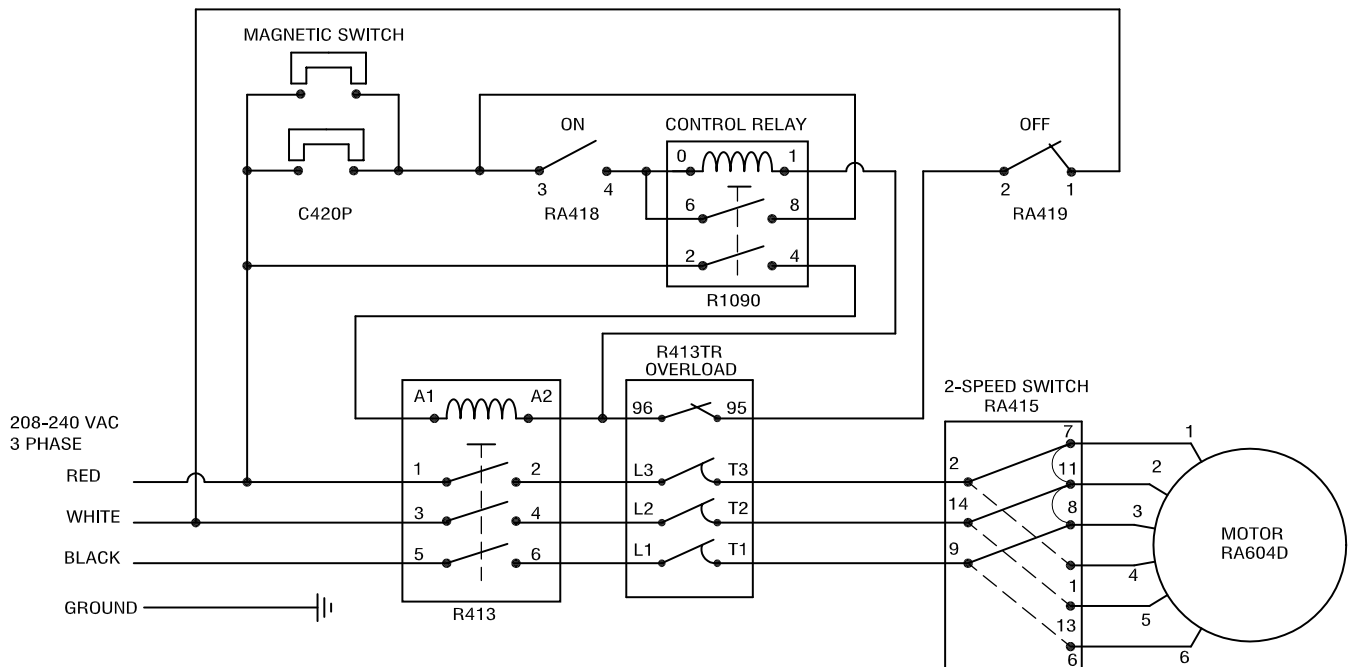 MAGNETIC SWITCH
C420P
ON
3 4
RA418
CONTROL RELAY
0 1
6 8
2 4
R1090
OFF
2 1
RA419
R413TR
OVERLOAD
96 95
L3 T3
L2 T2
L1 T1
A1 A2
1 2
3 4
5 6
R413
208-240 VAC
3 PHASE
RED
WHITE
BLACK
GROUND
2-SPEED SWITCH
RA415
2 7
11
14 8
9
1
13
6
1
2
3
4
5
6
MOTOR
RA604D